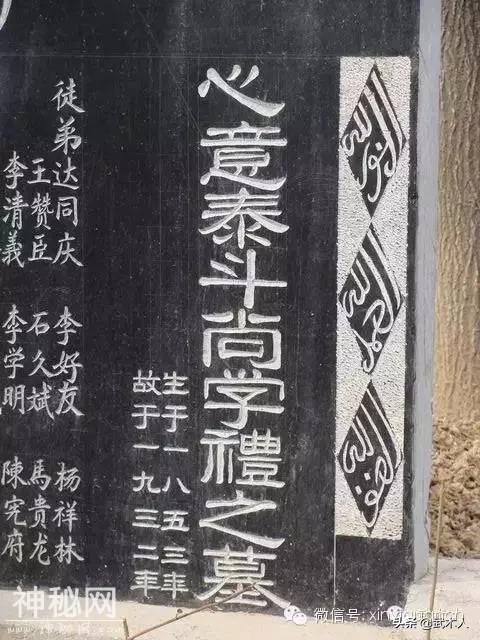 心意泰斗尚学禮之墓
生于一八五三年
故于一九三二年
徒弟达同庆 李好友 杨祥林
王赞臣 石久斌 馬贵龙
李清義 李学明 陳宪府
神秘网
微信号:
头条 @武术人